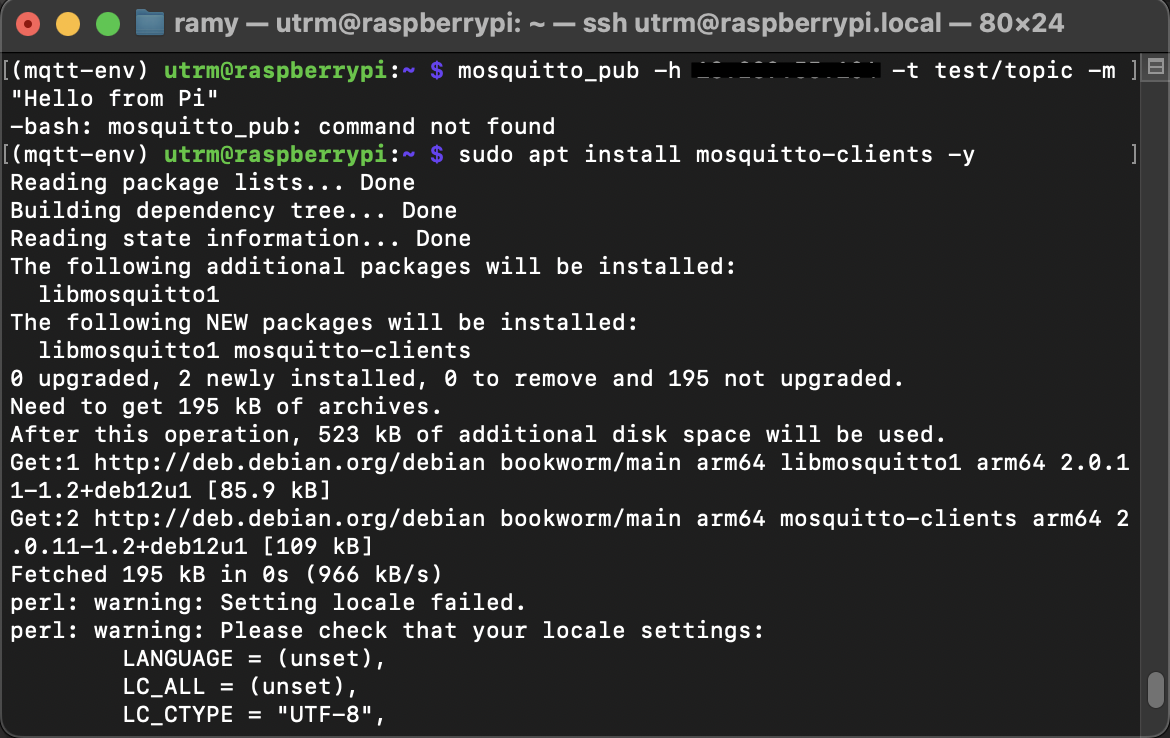 ramy — utrm@raspberrypi: ~ — ssh utrm@raspberrypi.local — 80×24
[(mqtt-env) utrm@raspberrypi:~ $ mosquitto_pub -h -t test/topic -m ]
"Hello from Pi"
-bash: mosquitto_pub: command not found
[(mqtt-env) utrm@raspberrypi:~ $ sudo apt install mosquitto-clients -y ]
Reading package lists... Done
Building dependency tree... Done
Reading state information... Done
The following additional packages will be installed:
  libmosquitto1
The following NEW packages will be installed:
  libmosquitto1 mosquitto-clients
0 upgraded, 2 newly installed, 0 to remove and 195 not upgraded.
Need to get 195 kB of archives.
After this operation, 523 kB of additional disk space will be used.
Get:1 http://deb.debian.org/debian bookworm/main arm64 libmosquitto1 arm64 2.0.1
1-1.2+deb12u1 [85.9 kB]
Get:2 http://deb.debian.org/debian bookworm/main arm64 mosquitto-clients arm64 2
.0.11-1.2+deb12u1 [109 kB]
Fetched 195 kB in 0s (966 kB/s)
perl: warning: Setting locale failed.
perl: warning: Please check that your locale settings:
        LANGUAGE = (unset),
        LC_ALL = (unset),
        LC_CTYPE = "UTF-8",